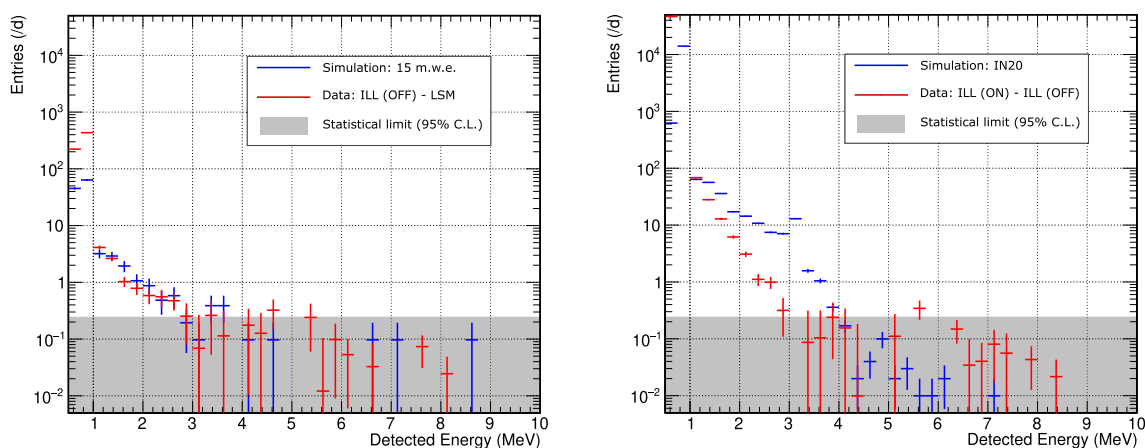 Entries (/d)
10⁴
10³
10²
10
1
10⁻¹
10⁻²
Simulation: 15 m.w.e.
Data: ILL (OFF) - LSM
Statistical limit (95% C.L.)
1 2 3 4 5 6 7 8 9 10
Detected Energy (MeV)
Entries (/d)
10⁴
10³
10²
10
1
10⁻¹
10⁻²
Simulation: IN20
Data: ILL (ON) - ILL (OFF)
Statistical limit (95% C.L.)
1 2 3 4 5 6 7 8 9 10
Detected Energy (MeV)